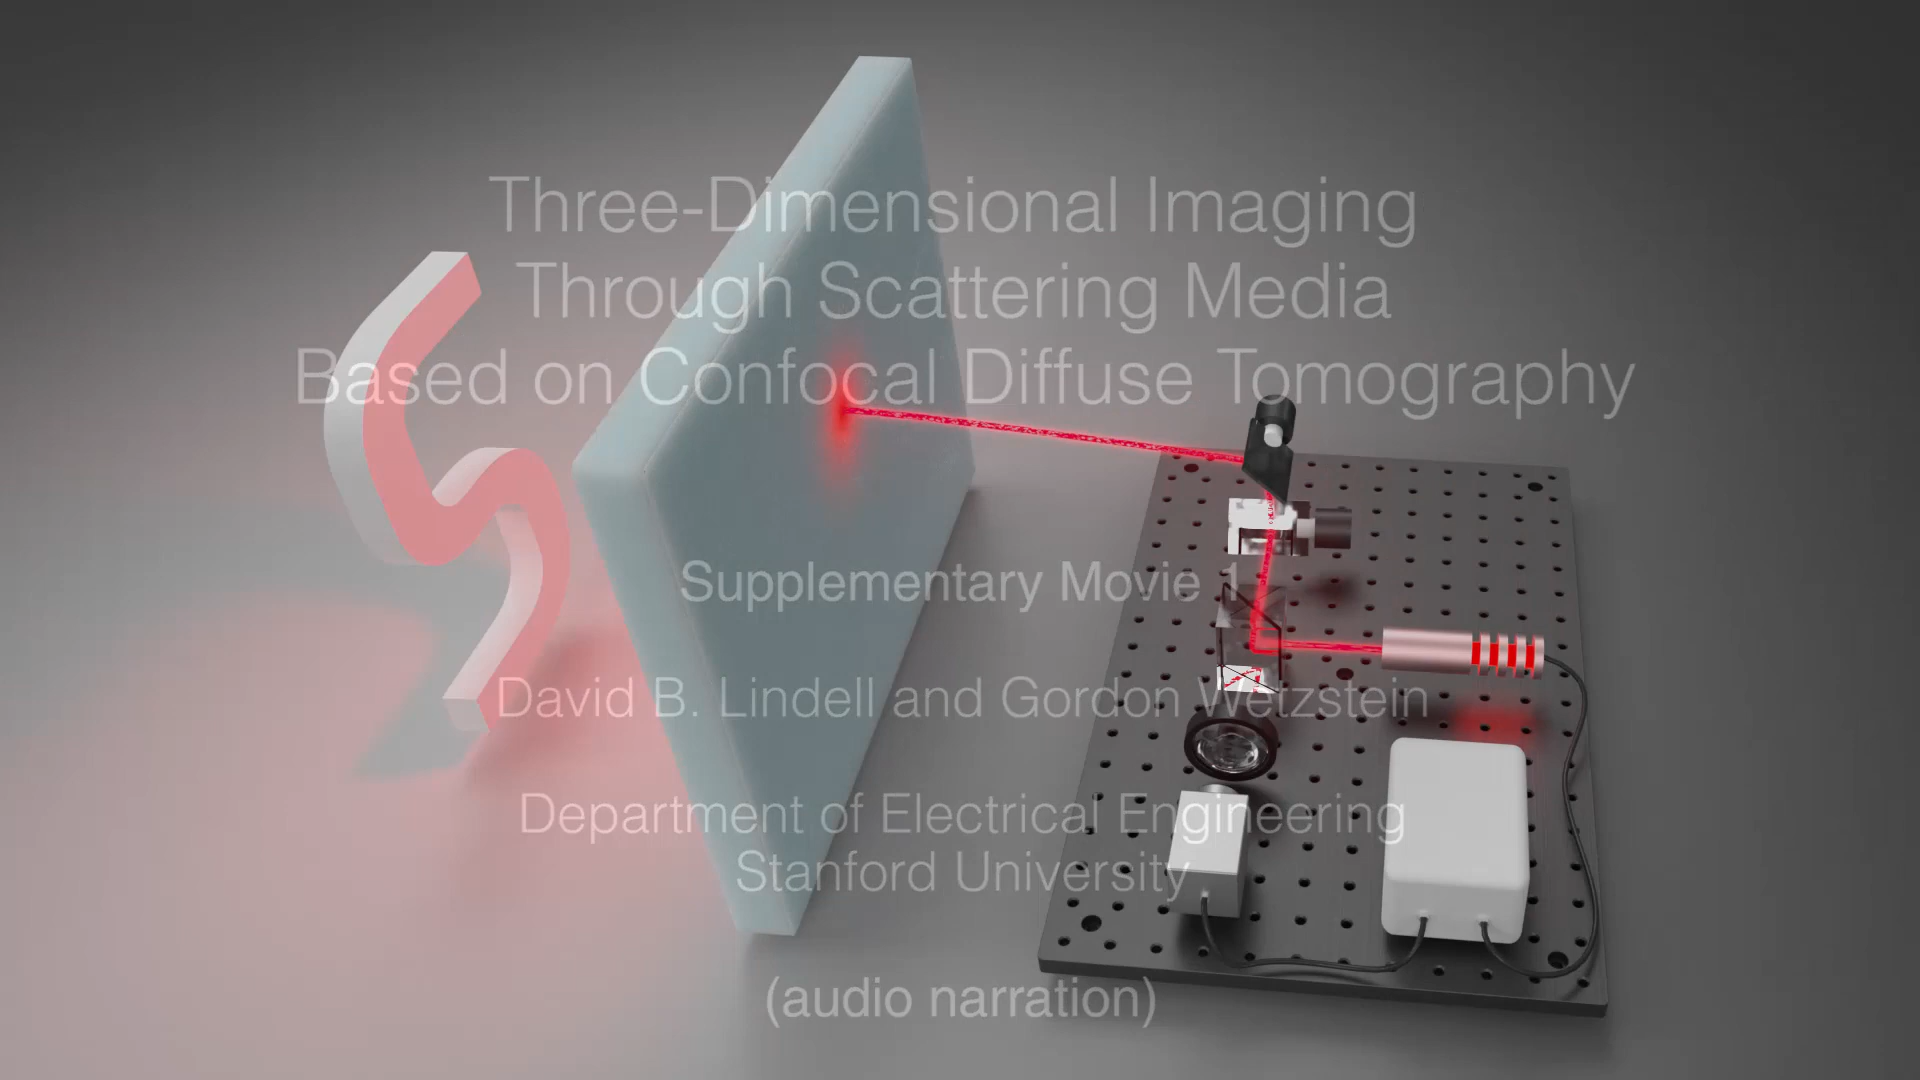 Three-Dimensional Imaging
Through Scattering Media
Based on Confocal Diffuse Tomography
Supplementary Movie 1
David B. Lindell and Gordon Wetzstein
Department of Electrical Engineering
Stanford University
(audio narration)